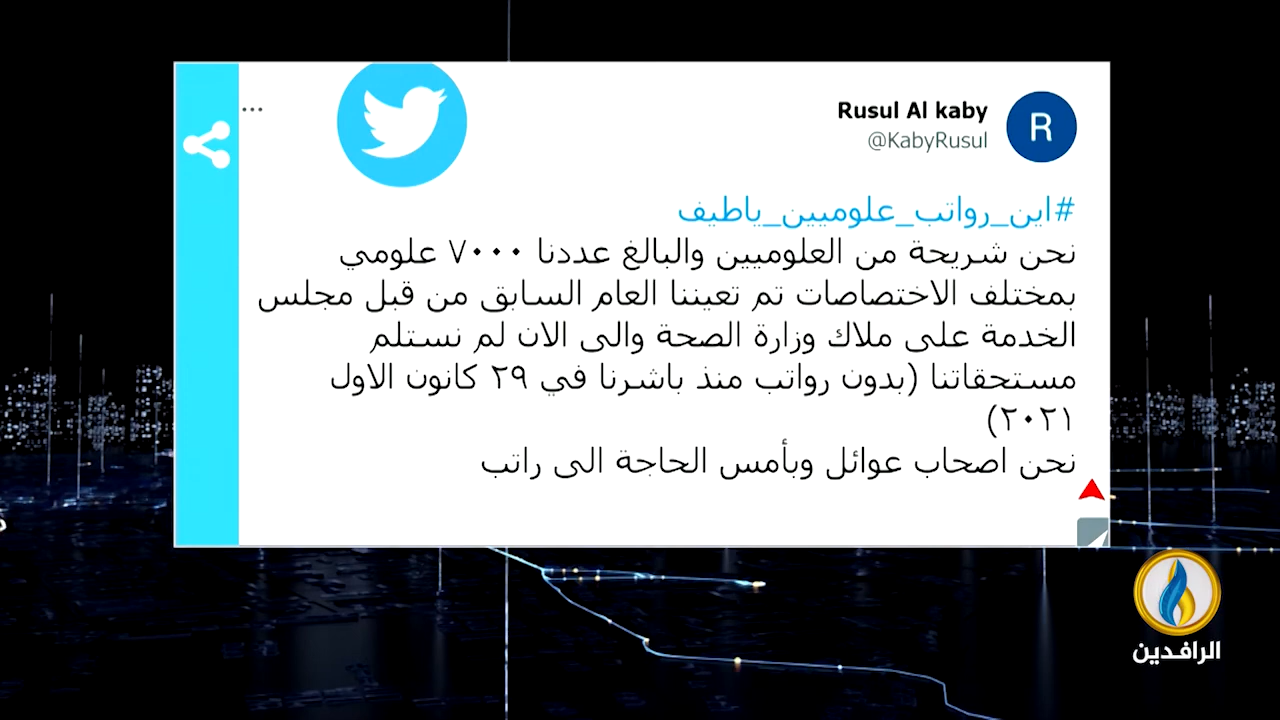 Rusul Al kaby
@KabyRusul
R
#اين_رواتب_علوميين_ياطيف
نحن شريحة من العلوميين والبالغ عددنا ٧٠٠٠ علومي
بمختلف الاختصاصات تم تعيننا العام السابق من قبل مجلس
الخدمة على ملاك وزارة الصحة والى الان لم نستلم
مستحقاتنا (بدون رواتب منذ باشرنا في ٢٩ كانون الاول
٢٠٢١)
نحن اصحاب عوائل وبأمس الحاجة الى راتب
الرافدين